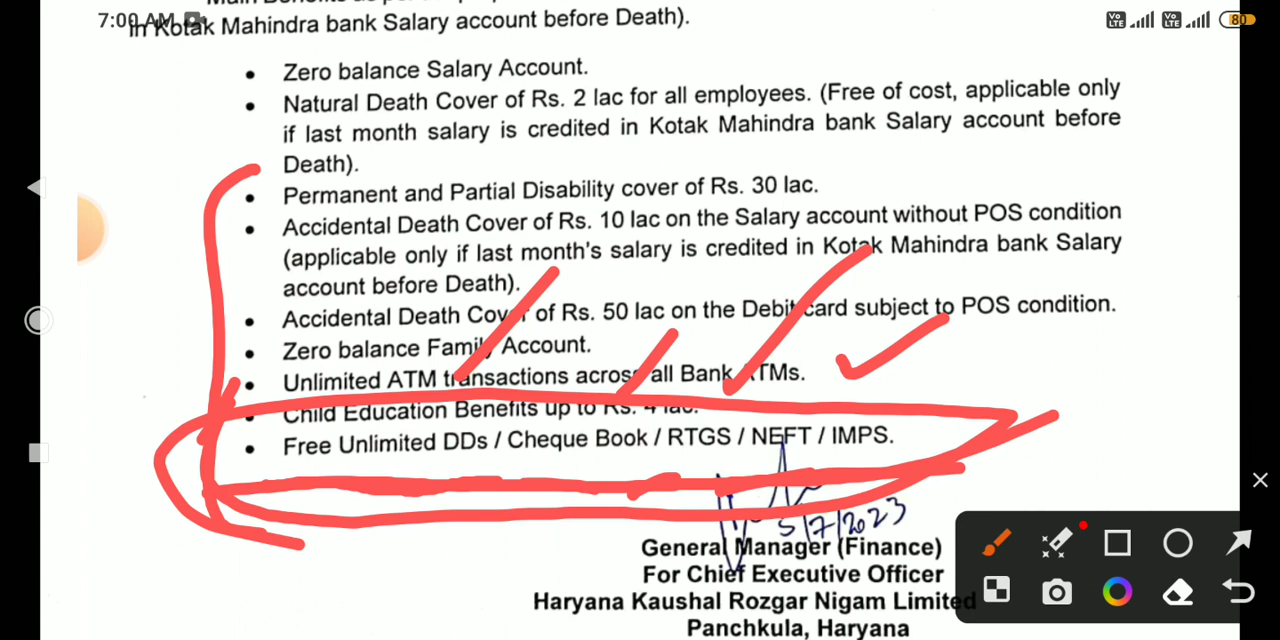 7:00 AM
80
in Kotak Mahindra bank Salary account before Death).
• Zero balance Salary Account.
• Natural Death Cover of Rs. 2 lac for all employees. (Free of cost, applicable only
if last month salary is credited in Kotak Mahindra bank Salary account before
Death).
• Permanent and Partial Disability cover of Rs. 30 lac.
• Accidental Death Cover of Rs. 10 lac on the Salary account without POS condition
(applicable only if last month's salary is credited in Kotak Mahindra bank Salary
account before Death).
• Accidental Death Cover of Rs. 50 lac on the Debit card subject to POS condition.
• Zero balance Family Account.
• Unlimited ATM transactions across all Bank ATMs.
• Child Education Benefits up to Rs. 4 lac.
• Free Unlimited DDs / Cheque Book / RTGS / NEFT / IMPS.
5/7/2023
General Manager (Finance)
For Chief Executive Officer
Haryana Kaushal Rozgar Nigam Limited
Panchkula, Haryana